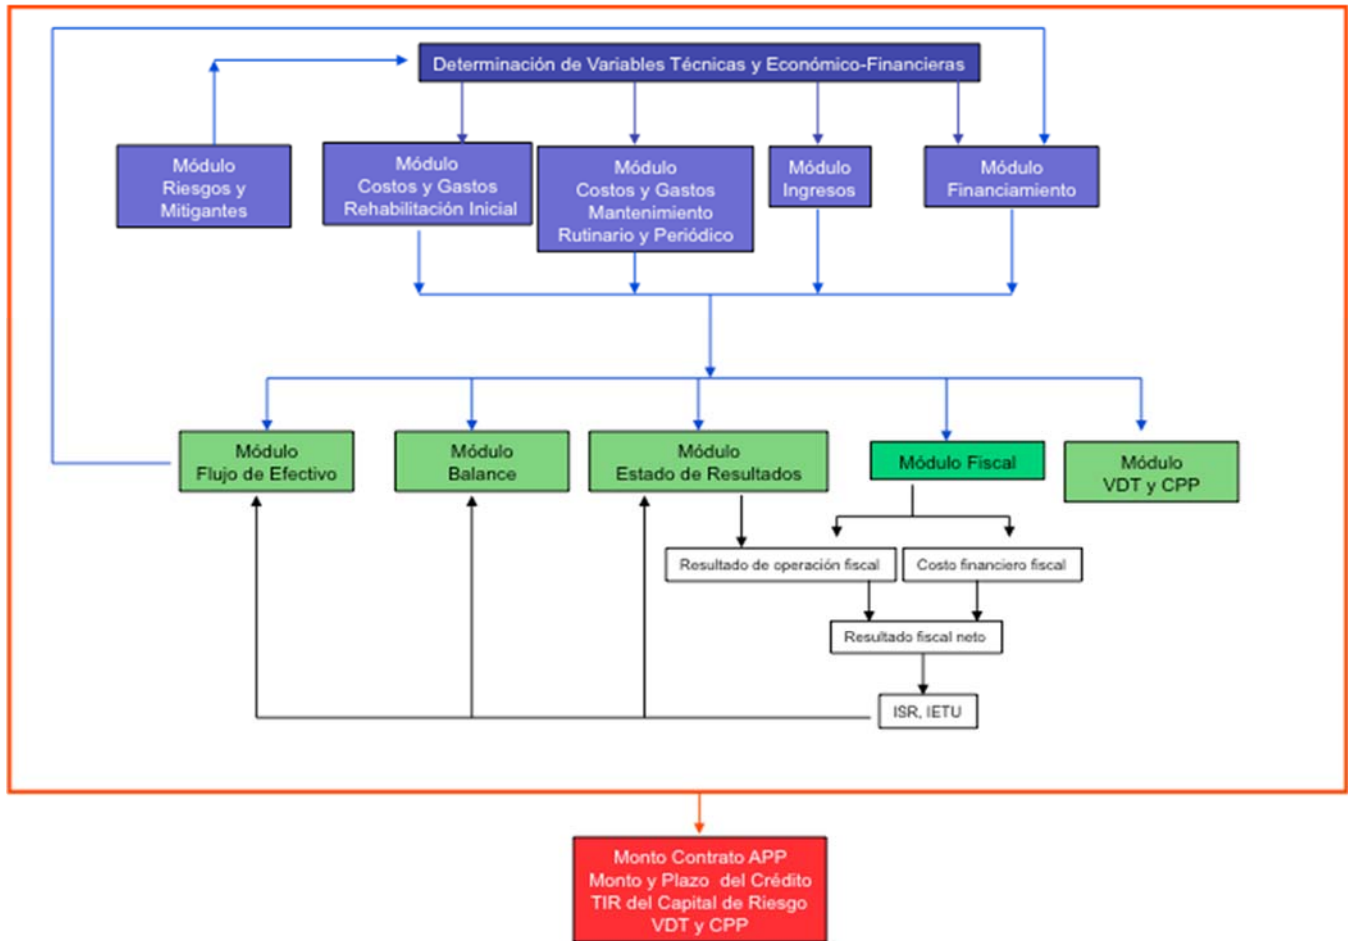 Determinación de Variables Técnicas y Económico-Financieras
Módulo
Riesgos y
Mitigantes
Módulo
Costos y Gastos
Rehabilitación Inicial
Módulo
Costos y Gastos
Mantenimiento
Rutinario y Periódico
Módulo
Ingresos
Módulo
Financiamiento
Módulo
Flujo de Efectivo
Módulo
Balance
Módulo
Estado de Resultados
Módulo Fiscal
Módulo
VDT y CPP
Resultado de operación fiscal
Costo financiero fiscal
Resultado fiscal neto
ISR, IETU
Monto Contrato APP
Monto y Plazo del Crédito
TIR del Capital de Riesgo
VDT y CPP